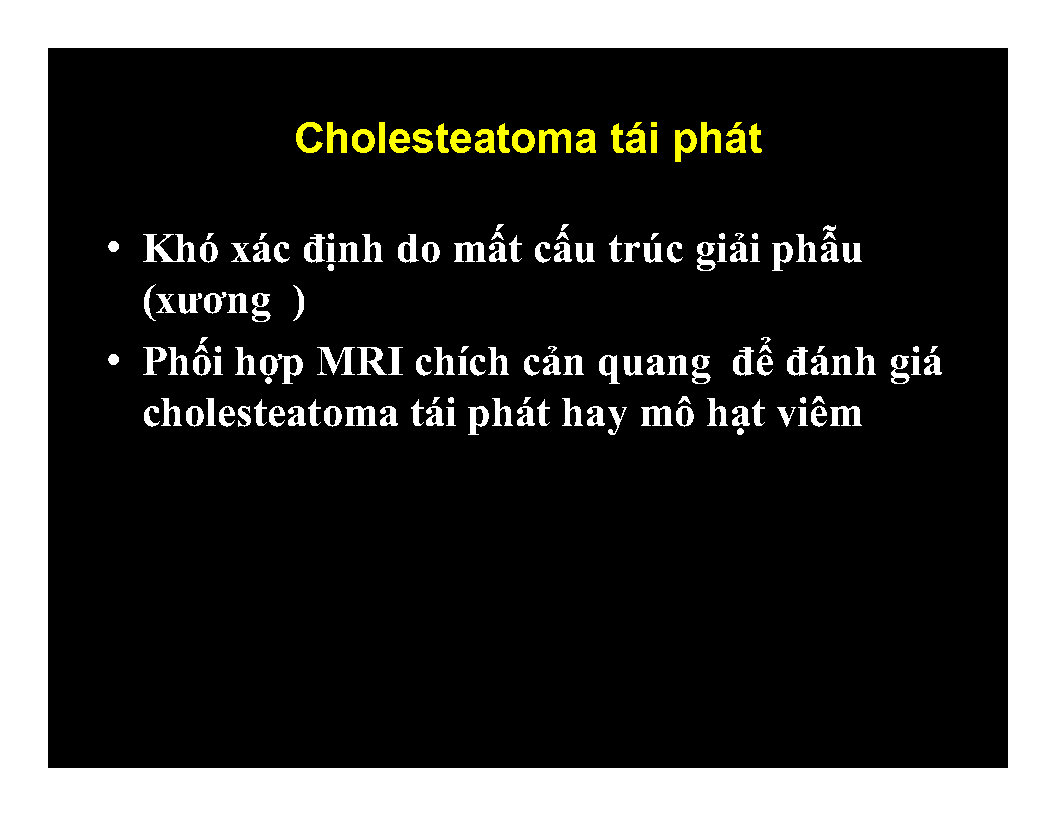 Cholesteatoma tái phát
• Khó xác định do mất cấu trúc giải phẫu
(xương )
• Phối hợp MRI chích cản quang để đánh giá
cholesteatoma tái phát hay mô hạt viêm